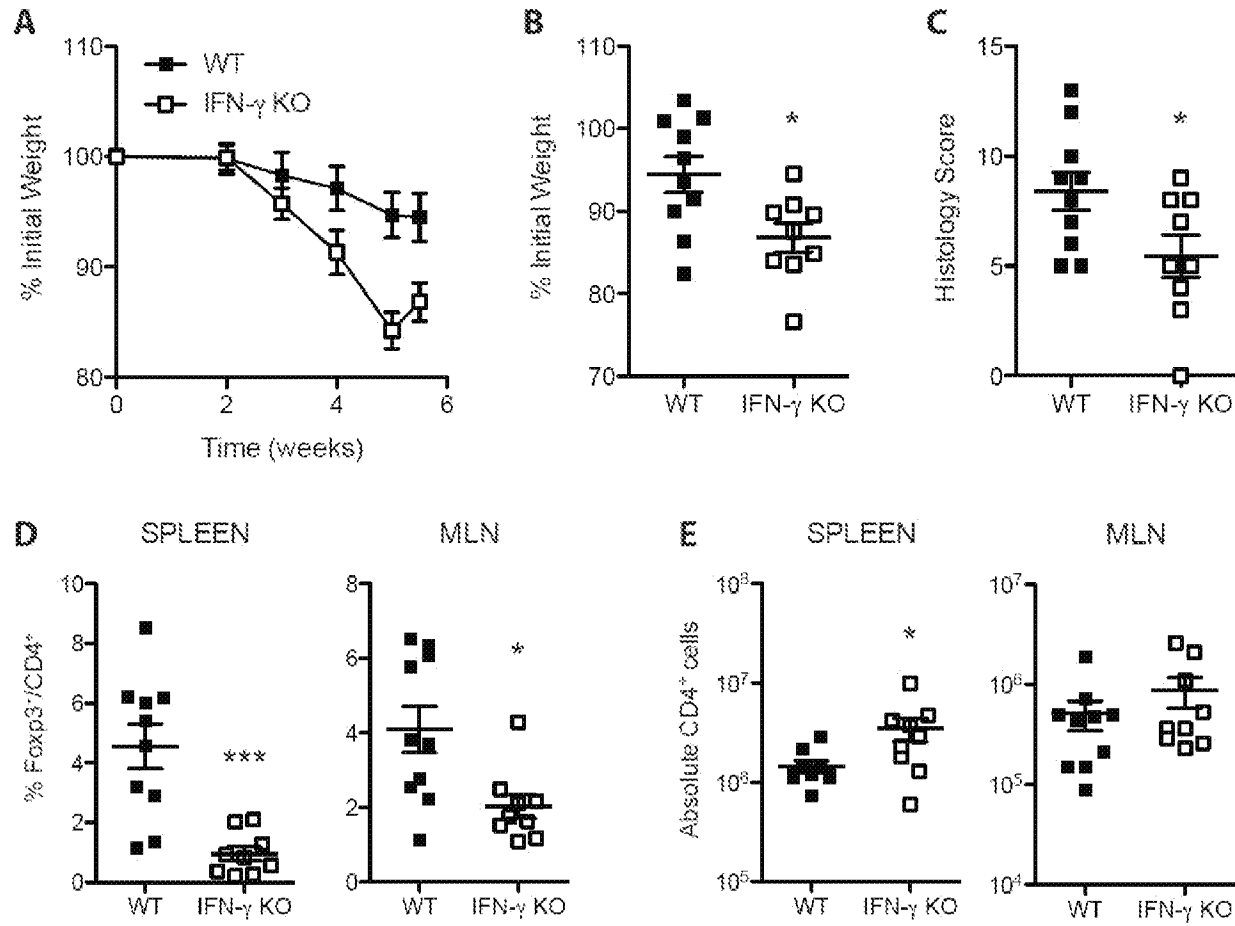 A
% Initial Weight
110
100
90
80
0
2
4
6
Time (weeks)
WT
IFN-γ KO
B
% Initial Weight
110
100
90
80
70
*
WT
IFN-γ KO
C
Histology Score
15
10
5
0
*
WT
IFN-γ KO
D
SPLEEN
% Foxp3⁺/CD4⁺
10
8
6
4
2
0
***
WT
IFN-γ KO
MLN
8
6
4
2
0
*
WT
IFN-γ KO
E
SPLEEN
Absolute CD4⁺ cells
10⁸
10⁷
10⁶
10⁵
*
WT
IFN-γ KO
MLN
10⁷
10⁶
10⁵
10⁴
WT
IFN-γ KO